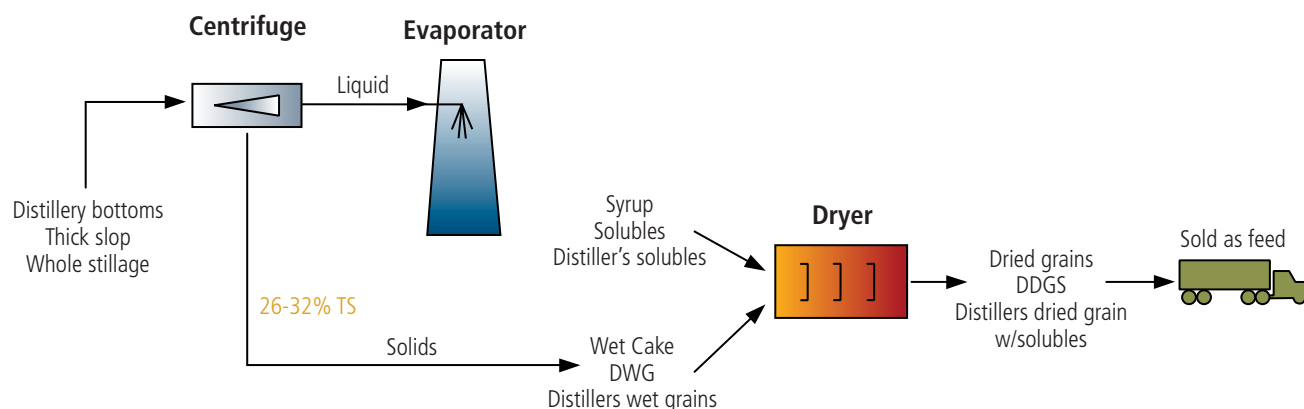 Centrifuge
Evaporator
Liquid
Distillery bottoms
Thick slop
Whole stillage
26-32% TS
Solids
Syrup
Solubles
Distiller's solubles
Wet Cake
DWG
Distillers wet grains
Dryer
Dried grains
DDGS
Distillers dried grain
w/solubles
Sold as feed